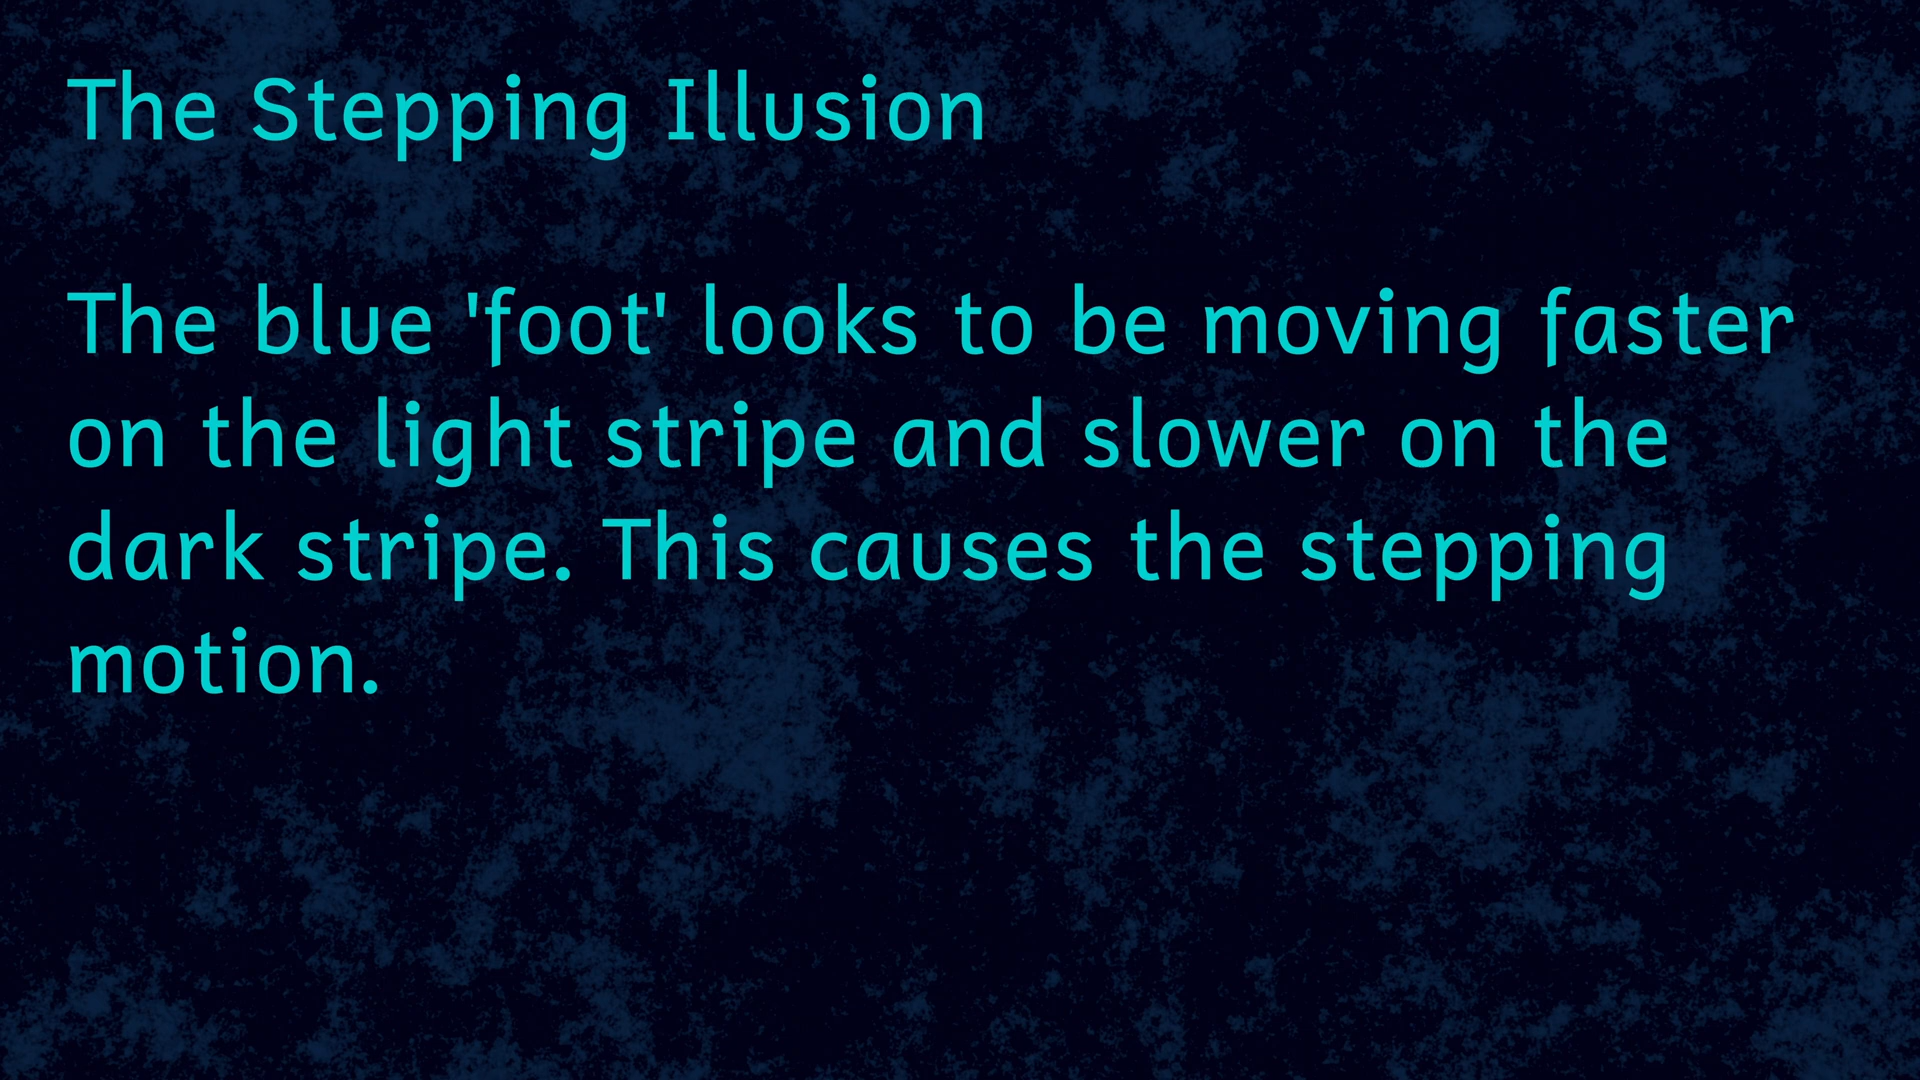 The Stepping Illusion
The blue 'foot' looks to be moving faster
on the light stripe and slower on the
dark stripe. This causes the stepping
motion.